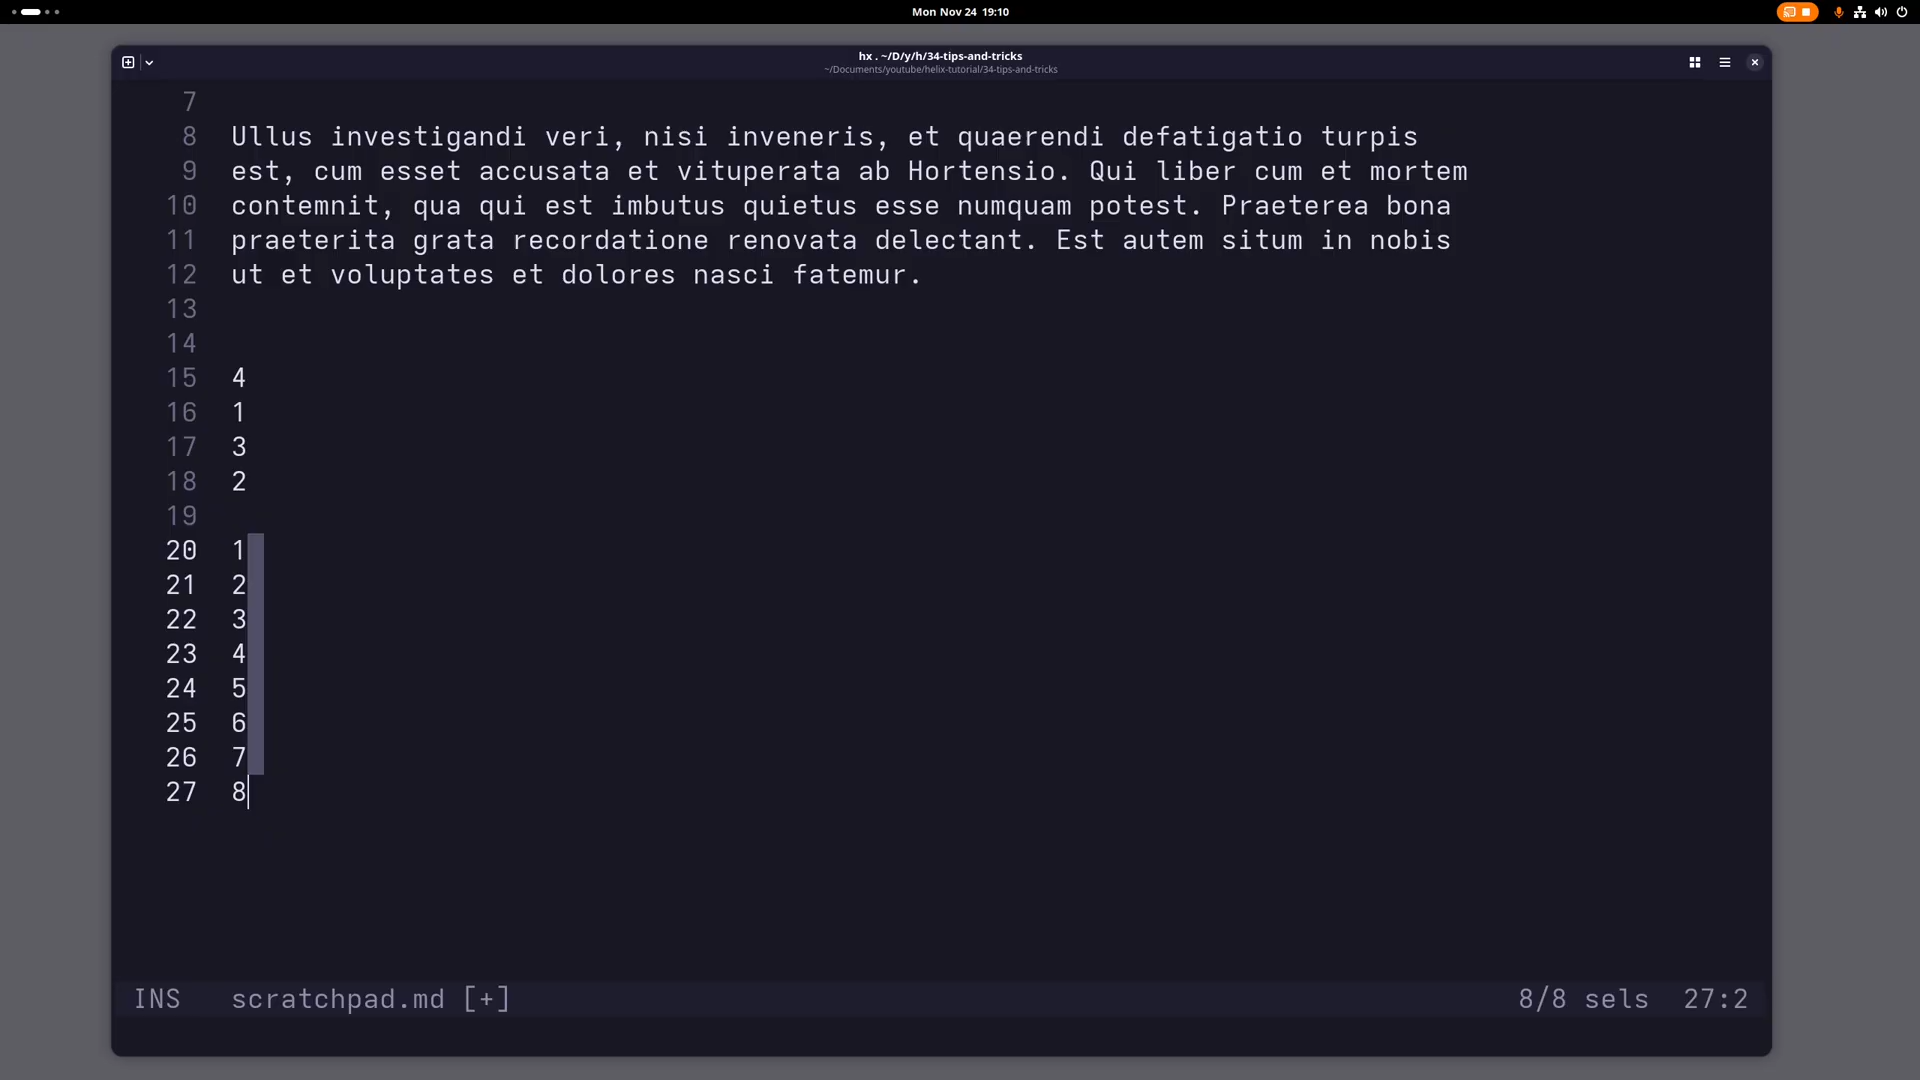 Mon Nov 24 19:10
hx . ~/D/y/h/34-tips-and-tricks
~/Documents/youtube/helix-tutorial/34-tips-and-tricks
7
8 Ullus investigandi veri, nisi inveneris, et quaerendi defatigatio turpis
9 est, cum esset accusata et vituperata ab Hortensio. Qui liber cum et mortem
10 contemnit, qua qui est imbutus quietus esse numquam potest. Praeterea bona
11 praeterita grata recordatione renovata delectant. Est autem situm in nobis
12 ut et voluptates et dolores nasci fatemur.
13
14
15 4
16 1
17 3
18 2
19
20 1
21 2
22 3
23 4
24 5
25 6
26 7
27 8
INS scratchpad.md [+] 8/8 sels 27:2